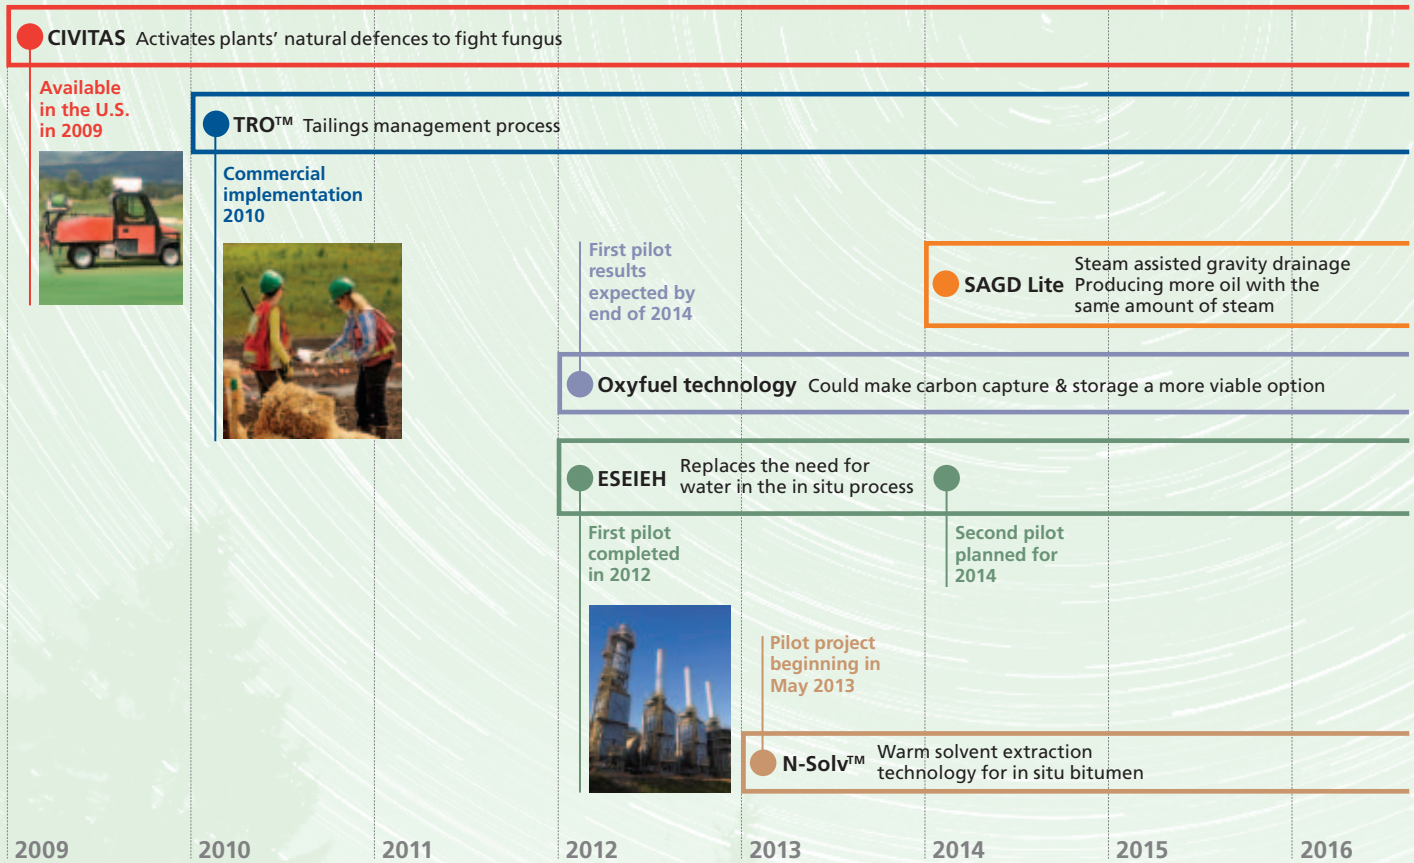 CIVITAS Activates plants’ natural defences to fight fungus
Available
in the U.S.
in 2009
TRO™ Tailings management process
Commercial
implementation
2010
First pilot
results
expected by
end of 2014
SAGD Lite
Steam assisted gravity drainage
Producing more oil with the
same amount of steam
Oxyfuel technology Could make carbon capture & storage a more viable option
ESEIEH
Replaces the need for
water in the in situ process
First pilot
completed
in 2012
Second pilot
planned for
2014
Pilot project
beginning in
May 2013
N-Solv™
Warm solvent extraction
technology for in situ bitumen
2009 2010 2011 2012 2013 2014 2015 2016